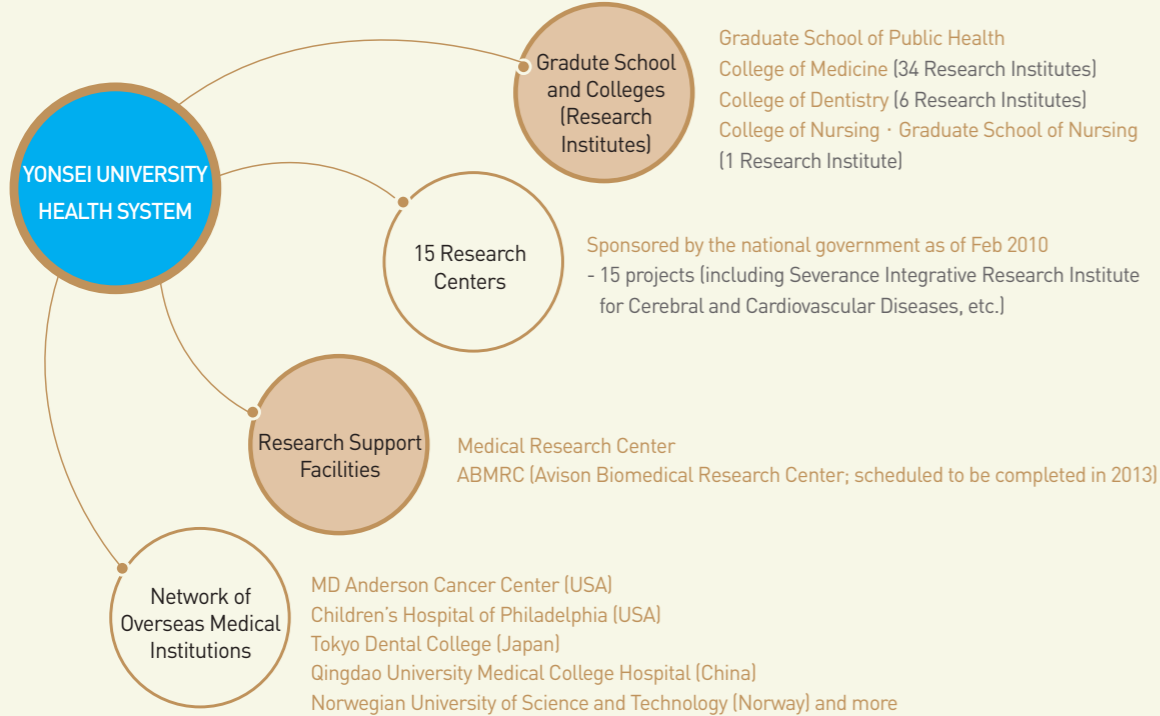 YONSEI UNIVERSITY
HEALTH SYSTEM
Gradute School
and Colleges
(Research
Institutes)
Graduate School of Public Health
College of Medicine (34 Research Institutes)
College of Dentistry (6 Research Institutes)
College of Nursing · Graduate School of Nursing
(1 Research Institute)
15 Research
Centers
Sponsored by the national government as of Feb 2010
- 15 projects (including Severance Integrative Research Institute
for Cerebral and Cardiovascular Diseases, etc.)
Research Support
Facilities
Medical Research Center
ABMRC (Avison Biomedical Research Center; scheduled to be completed in 2013)
Network of
Overseas Medical
Institutions
MD Anderson Cancer Center (USA)
Children's Hospital of Philadelphia (USA)
Tokyo Dental College (Japan)
Qingdao University Medical College Hospital (China)
Norwegian University of Science and Technology (Norway) and more